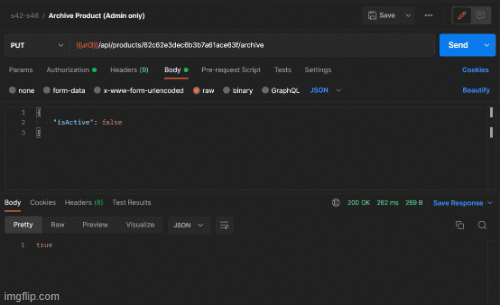 s42-s46 / Archive Product (Admin only)
Save
PUT
{{url3}}/api/products/62c62e3dec6b3b7a61ace63f/archive
Send
Params Authorization Headers (9) Body Pre-request Script Tests Settings Cookies
none form-data x-www-form-urlencoded raw binary GraphQL JSON Beautify
1 {
2 "isActive": false
3 }
Body Cookies Headers (8) Test Results 200 OK 262 ms 269 B Save Response
Pretty Raw Preview Visualize JSON
1 true
imgflip.com